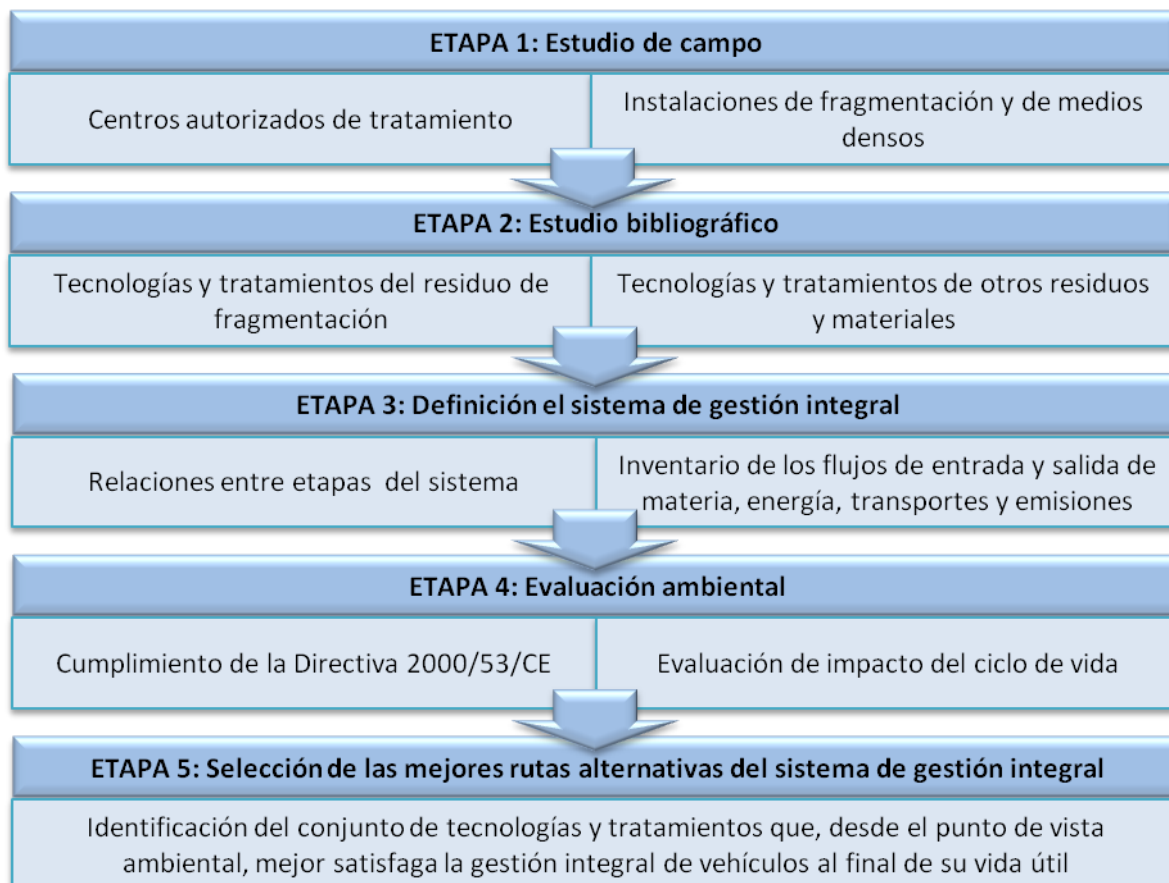 ETAPA 1: Estudio de campo
Centros autorizados de tratamiento
Instalaciones de fragmentación y de medios
densos
ETAPA 2: Estudio bibliográfico
Tecnologías y tratamientos del residuo de
fragmentación
Tecnologías y tratamientos de otros residuos
y materiales
ETAPA 3: Definición el sistema de gestión integral
Relaciones entre etapas del sistema
Inventario de los flujos de entrada y salida de
materia, energía, transportes y emisiones
ETAPA 4: Evaluación ambiental
Cumplimiento de la Directiva 2000/53/CE
Evaluación de impacto del ciclo de vida
ETAPA 5: Selección de las mejores rutas alternativas del sistema de gestión integral
Identificación del conjunto de tecnologías y tratamientos que, desde el punto de vista
ambiental, mejor satisfaga la gestión integral de vehículos al final de su vida útil